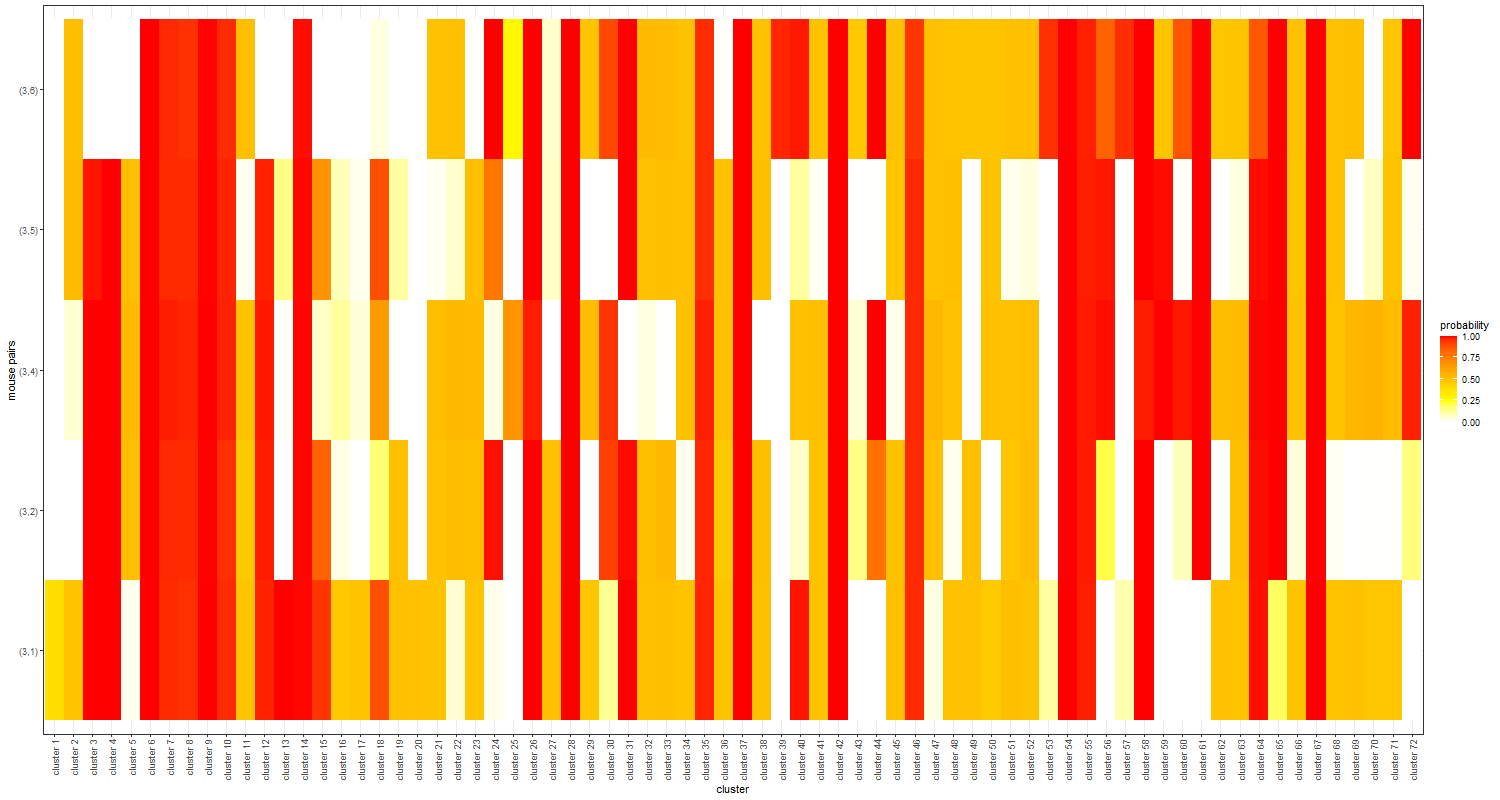 (3,6)
(3,5)
(3,4)
(3,2)
(3,1)
mouse pairs
cluster 1
cluster 2
cluster 3
cluster 4
cluster 5
cluster 6
cluster 7
cluster 8
cluster 9
cluster 10
cluster 11
cluster 12
cluster 13
cluster 14
cluster 15
cluster 16
cluster 17
cluster 18
cluster 19
cluster 20
cluster 21
cluster 22
cluster 23
cluster 24
cluster 25
cluster 26
cluster 27
cluster 28
cluster 29
cluster 30
cluster 31
cluster 32
cluster 33
cluster 34
cluster 35
cluster 36
cluster 37
cluster 38
cluster 39
cluster 40
cluster 41
cluster 42
cluster 43
cluster 44
cluster 45
cluster 46
cluster 47
cluster 48
cluster 49
cluster 50
cluster 51
cluster 52
cluster 53
cluster 54
cluster 55
cluster 56
cluster 57
cluster 58
cluster 59
cluster 60
cluster 61
cluster 62
cluster 63
cluster 64
cluster 65
cluster 66
cluster 67
cluster 68
cluster 69
cluster 70
cluster 71
cluster 72
cluster
probability
1.00
0.75
0.50
0.25
0.00